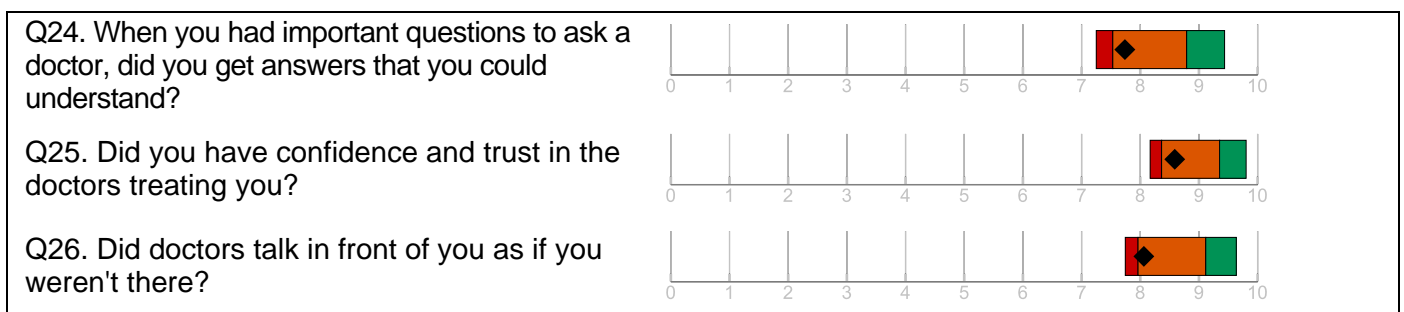 Q24. When you had important questions to ask a
doctor, did you get answers that you could
understand?
0 1 2 3 4 5 6 7 8 9 10
Q25. Did you have confidence and trust in the
doctors treating you?
0 1 2 3 4 5 6 7 8 9 10
Q26. Did doctors talk in front of you as if you
weren't there?
0 1 2 3 4 5 6 7 8 9 10